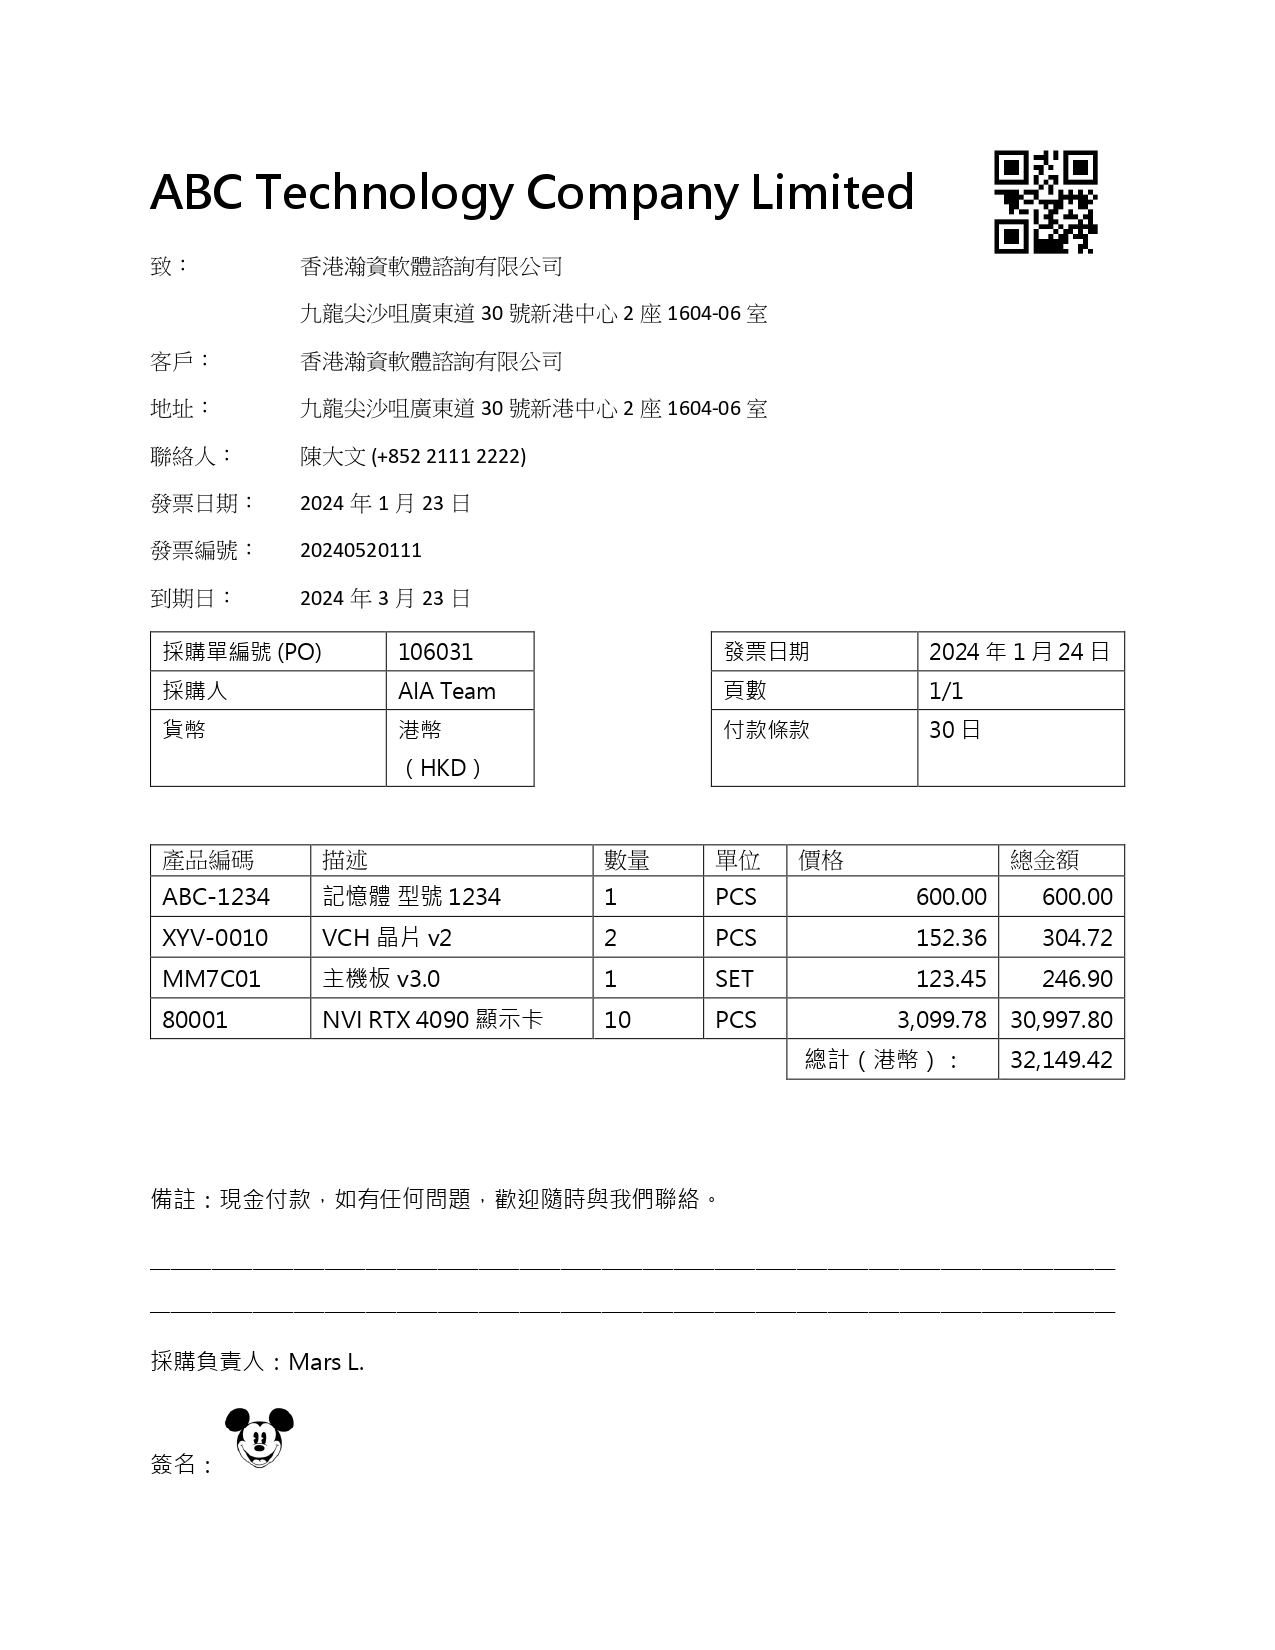 ABC Technology Company Limited
致： 香港瀚資軟體諮詢有限公司
九龍尖沙咀廣東道 30 號新港中心 2 座 1604-06 室
客戶： 香港瀚資軟體諮詢有限公司
地址： 九龍尖沙咀廣東道 30 號新港中心 2 座 1604-06 室
聯絡人： 陳大文 (+852 2111 2222)
發票日期： 2024 年 1 月 23 日
發票編號： 20240520111
到期日： 2024 年 3 月 23 日
採購單編號 (PO) 106031 發票日期 2024 年 1 月 24 日
採購人 AIA Team 頁數 1/1
貨幣 港幣 付款條款 30 日
（HKD）
產品編碼 描述 數量 單位 價格 總金額
ABC-1234 記憶體 型號 1234 1 PCS 600.00 600.00
XYV-0010 VCH 晶片 v2 2 PCS 152.36 304.72
MM7C01 主機板 v3.0 1 SET 123.45 246.90
80001 NVI RTX 4090 顯示卡 10 PCS 3,099.78 30,997.80
總計（港幣）： 32,149.42
備註：現金付款，如有任何問題，歡迎隨時與我們聯絡。
採購負責人：Mars L.
簽名：